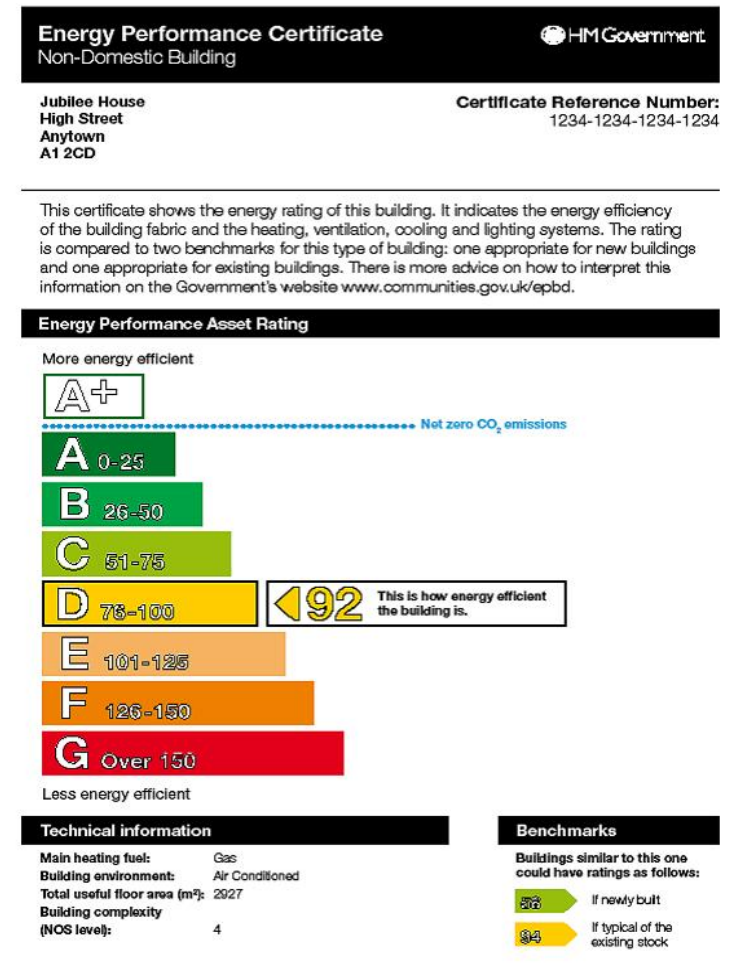 Energy Performance Certificate
Non-Domestic Building
HM Government
Jubilee House
High Street
Anytown
A1 2CD
Certificate Reference Number:
1234-1234-1234-1234
This certificate shows the energy rating of this building. It indicates the energy efficiency
of the building fabric and the heating, ventilation, cooling and lighting systems. The rating
is compared to two benchmarks for this type of building: one appropriate for new buildings
and one appropriate for existing buildings. There is more advice on how to interpret this
information on the Government's website www.communities.gov.uk/epbd.
Energy Performance Asset Rating
More energy efficient
A+
Net zero CO₂ emissions
A 0-25
B 26-50
C 51-75
D 76-100
92
This is how energy efficient
the building is.
E 101-125
F 126-150
G Over 150
Less energy efficient
Technical information
Main heating fuel: Gas
Building environment: Air Conditioned
Total useful floor area (m²): 2927
Building complexity
(NOS level): 4
Benchmarks
Buildings similar to this one
could have ratings as follows:
If newly built
94
If typical of the
existing stock